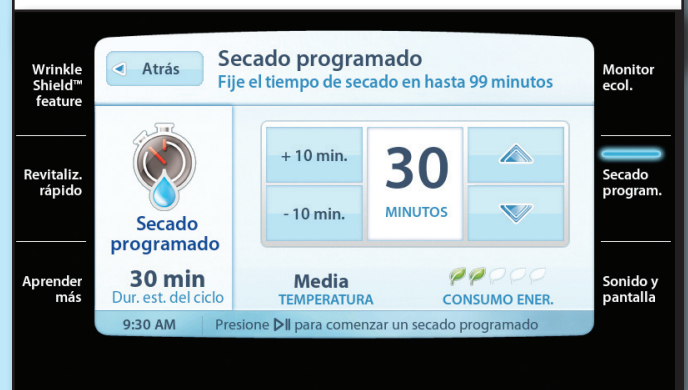 Wrinkle
Shield™
feature
Revitaliz.
rápido
Aprender
más
Atrás
Secado programado
Fije el tiempo de secado en hasta 99 minutos
Secado
programado
30 min
Dur. est. del ciclo
+ 10 min.
- 10 min.
30
MINUTOS
Media
TEMPERATURA
CONSUMO ENER.
9:30 AM
Presione para comenzar un secado programado
Monitor
ecol.
Secado
program.
Sonido y
pantalla